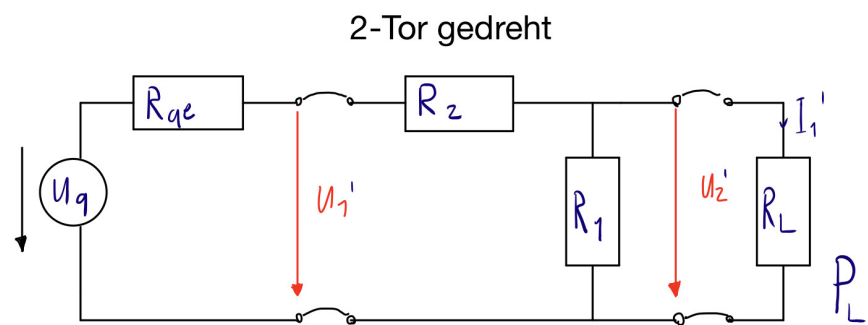 2-Tor gedreht
Rqe
R2
I1'
Uq
U1'
R1
U2'
RL
PL